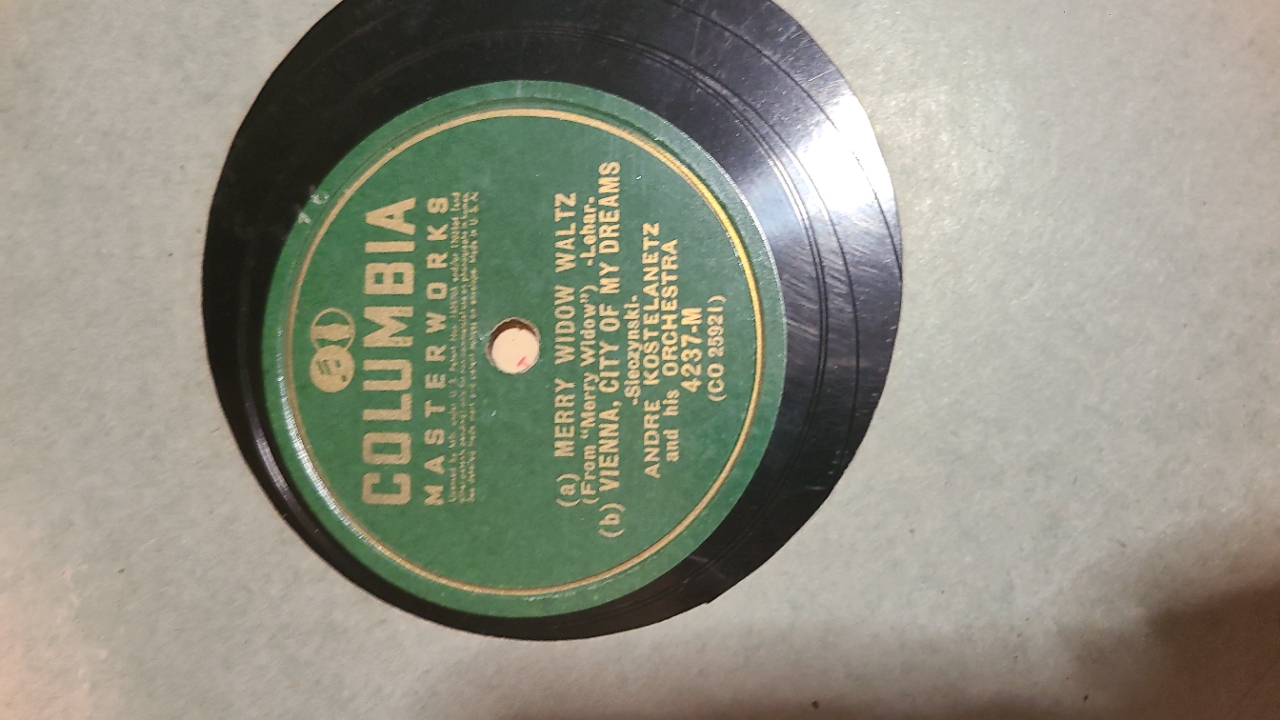 COLUMBIA
MASTERWORKS
(a) MERRY WIDOW WALTZ
(From "Merry Widow") -Lehar-
(b) VIENNA, CITY OF MY DREAMS
-Sieczynski-
ANDRE KOSTELANETZ
and his ORCHESTRA
4237-M
(CO 25921)